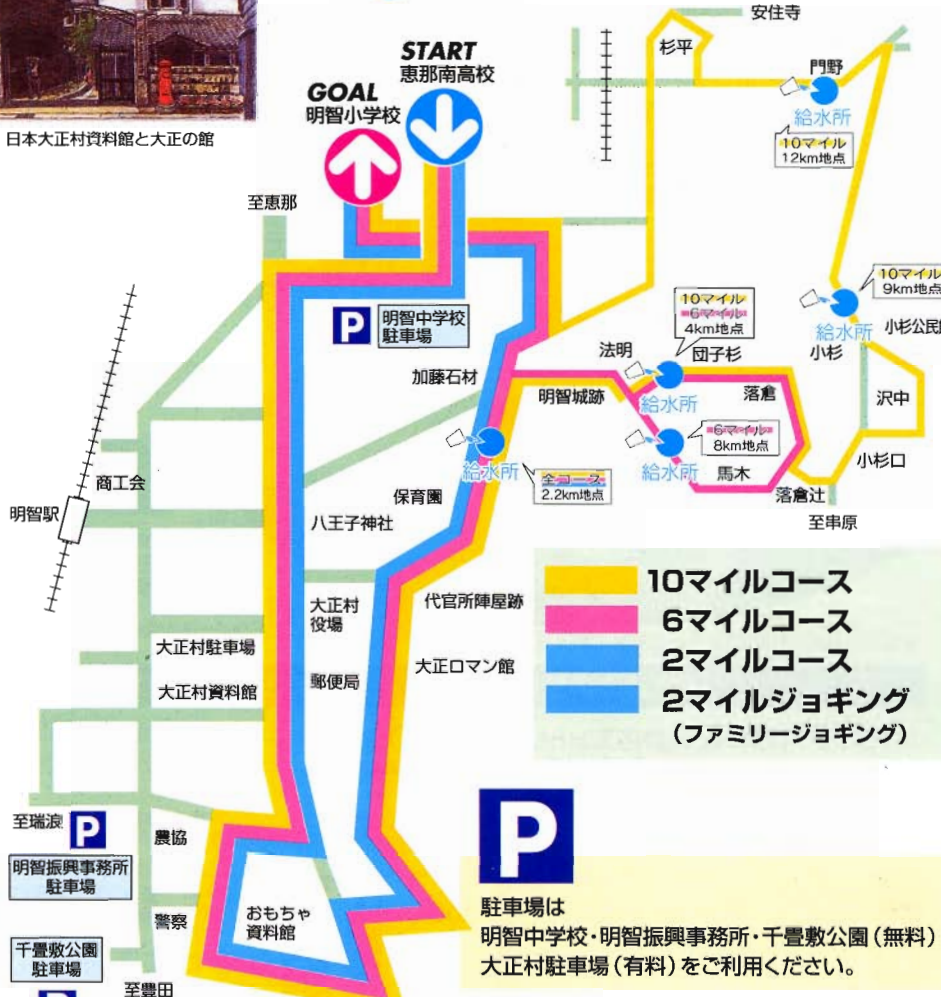 日本大正村資料館と大正の館
START
恵那南高校
GOAL
明智小学校
至恵那
安住寺
杉平
門野
給水所
10マイル
12km地点
10マイル
9km地点
給水所
小杉公民
小杉
沢中
小杉口
10マイル
6マイル
4km地点
団子杉
法明
給水所
落倉
明智城跡
6マイル
8km地点
給水所
馬木
落倉辻
至串原
P
明智中学校
駐車場
加藤石材
給水所
全コース
2.2km地点
保育園
商工会
明智駅
八王子神社
大正村
役場
代官所陣屋跡
大正村駐車場
大正ロマン館
大正村資料館
郵便局
10マイルコース
6マイルコース
2マイルコース
2マイルジョギング
(ファミリージョギング)
至瑞浪
P
明智振興事務所
駐車場
農協
警察
おもちゃ
資料館
千畳敷公園
駐車場
至豊田
P
駐車場は
明智中学校・明智振興事務所・千畳敷公園(無料)
大正村駐車場(有料)をご利用ください。